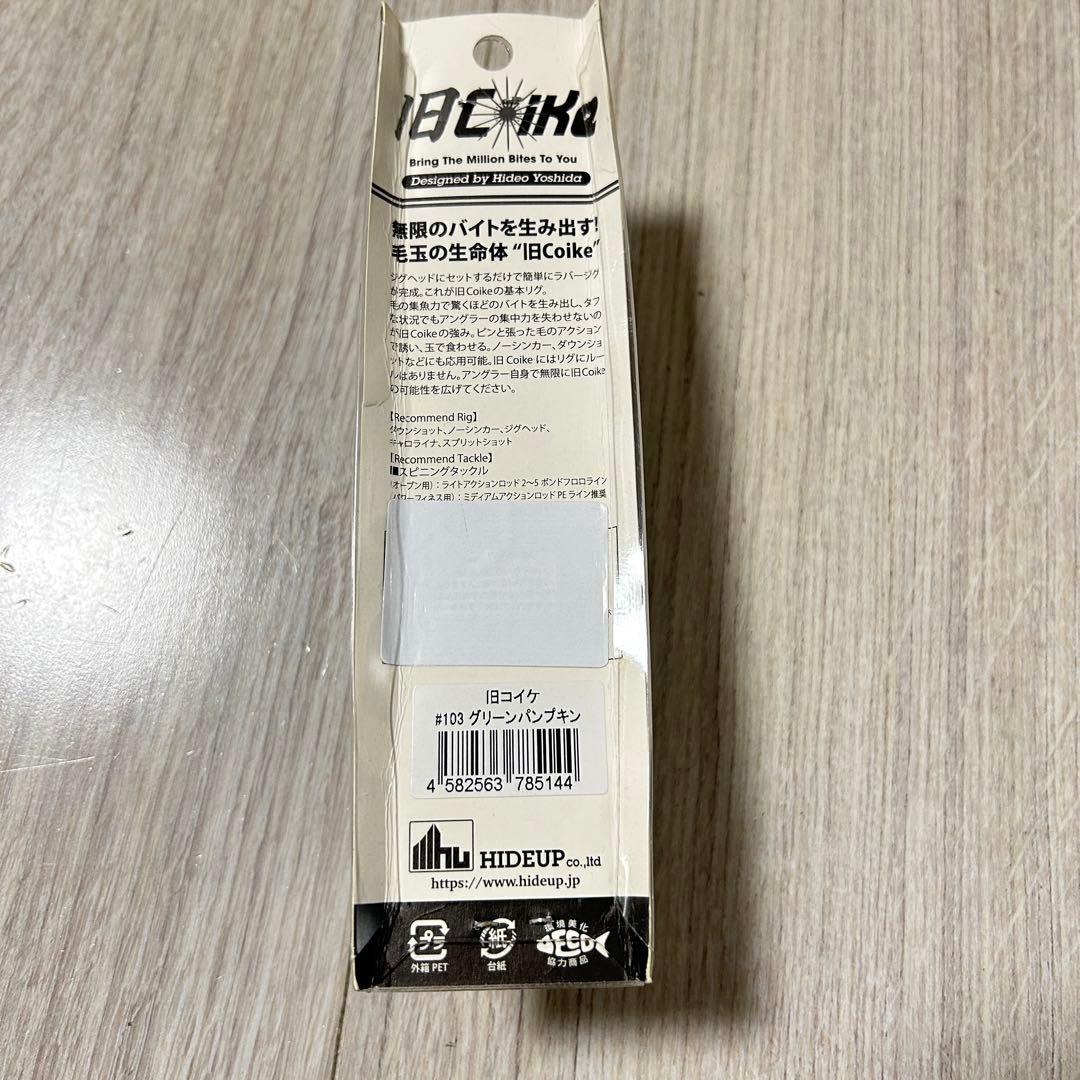 旧Coike
Bring The Million Bites To You
Designed by Hideo Yoshida
無限のバイトを生み出す!
毛玉の生命体 “旧Coike”
ジグヘッドにセットするだけで簡単にラバージグ
が完成。これが旧Coikeの基本リグ。
毛の集魚力で驚くほどのバイトを生み出し、タフ
な状況でもアングラーの集中力を失わせないの
が旧Coikeの強み。ピンと張った毛のアクション
で誘い、玉で食わせる。ノーシンカー、ダウンショ
ットなどにも応用可能。旧 Coike にはリグにルー
ルはありません。アングラー自身で無限に旧Coike
の可能性を広げてください。
【Recommend Rig】
ダウンショット、ノーシンカー、ジグヘッド、
キャロライナ、スプリットショット
【Recommend Tackle】
■スピニングタックル
(オープン用):ライトアクションロッド 2〜5 ポンドフロロライン
(パワーフィネス用):ミディアムアクションロッド PE ライン推奨
旧コイケ
#103 グリーンパンプキン
4 582563 785144
hu HIDEUP co.,ltd
https://www.hideup.jp
プラ 紙 環境美化
FECO
外箱 PET 台紙 協力商品